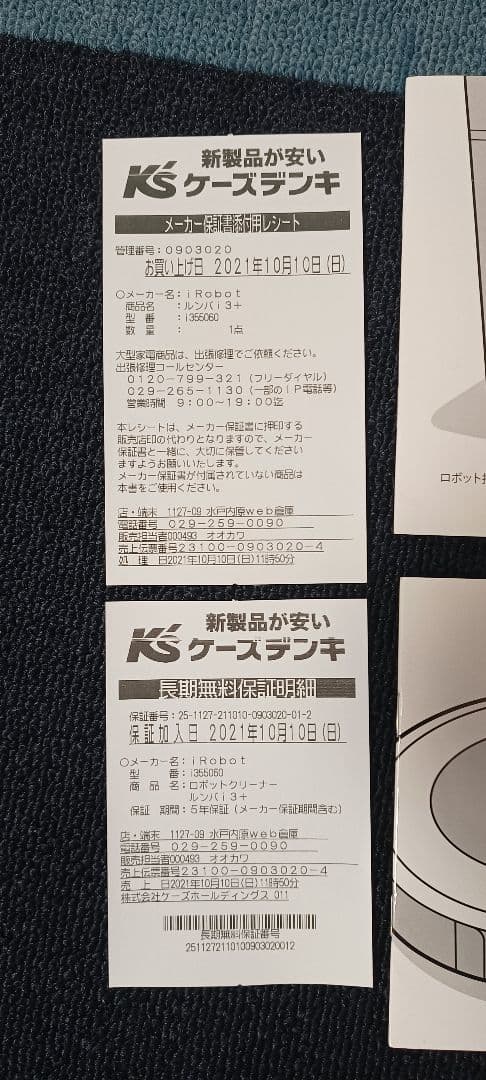 新製品が安い
K's ケーズデンキ
メーカー保証書添付用レシート
管理番号:0903020
お買い上げ日 2021年10月10日(日)
○メーカー名:iRobot
商品名 :ルンバi3+
型番 :i355060
数量 : 1点
大型家電商品は、出張修理でご依頼ください。
出張修理コールセンター
0120-799-321(フリーダイヤル)
029-265-1130(一部のIP電話等)
営業時間 9:00~19:00迄
本レシートは、メーカー保証書に押印する
販売店印の代わりとなりますので、メーカー
保証書と一緒に、大切に保管してください
ますようお願いいたします。
メーカー保証書が付属されていない商品は
本書をご使用ください。
店・端末 1127-09 水戸内原web倉庫
電話番号 029-259-0090
販売担当者000493 オオカワ
売上伝票番号23100-0903020-4
処理日2021年10月10日(日)11時50分
新製品が安い
K's ケーズデンキ
長期無料保証明細
保証番号:25-1127-211010-0903020-01-2
保証加入日 2021年10月10日(日)
○メーカー名:iRobot
型番:i355060
商品名:ロボットクリーナー
ルンバi3+
保証期間:5年保証(メーカー保証期間含む)
店・端末 1127-09 水戸内原web倉庫
電話番号 029-259-0090
販売担当者000493 オオカワ
売上伝票番号23100-0903020-4
売上日2021年10月10日(日)11時50分
株式会社ケーズホールディングス 011
長期無料保証番号
2511272110100903020012
ロボット